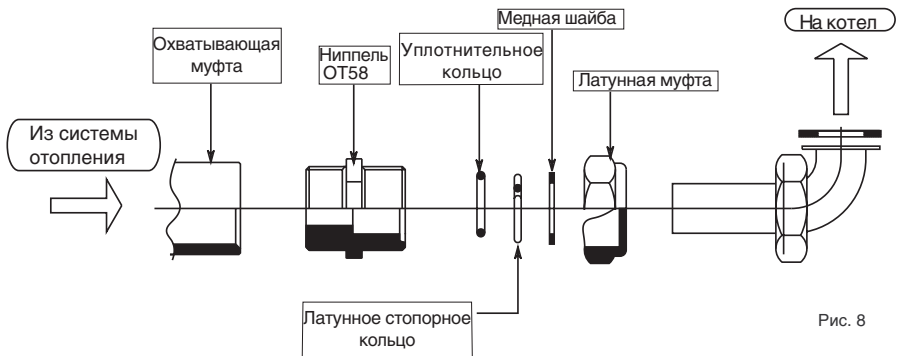 Медная шайба
На котел
Охватывающая
муфта
Ниппель
ОТ58
Уплотнительное
кольцо
Латунная муфта
Из системы
отопления
Латунное стопорное
кольцо
Рис. 8